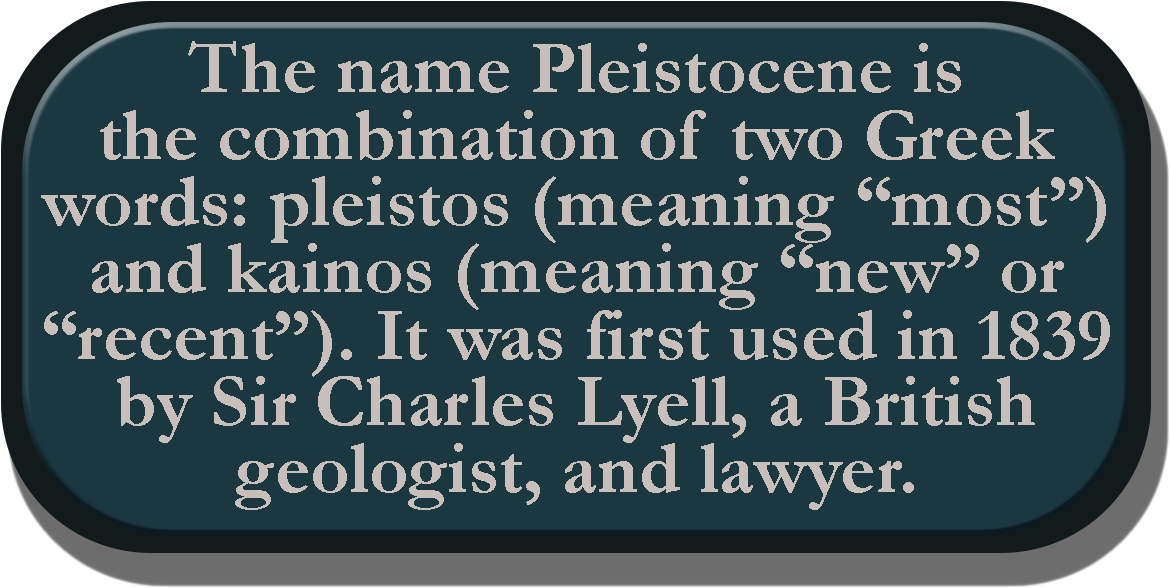 The name Pleistocene is
the combination of two Greek
words: pleistos (meaning “most”)
and kainos (meaning “new” or
“recent”). It was first used in 1839
by Sir Charles Lyell, a British
geologist, and lawyer.